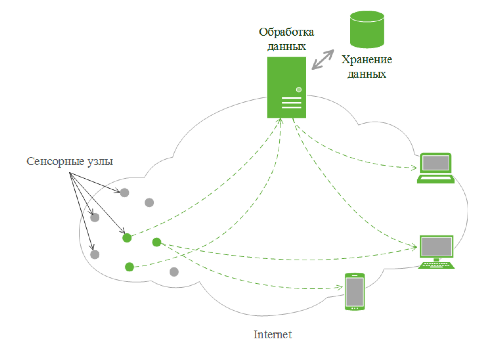 Обработка
данных
Хранение
данных
Сенсорные узлы
Internet